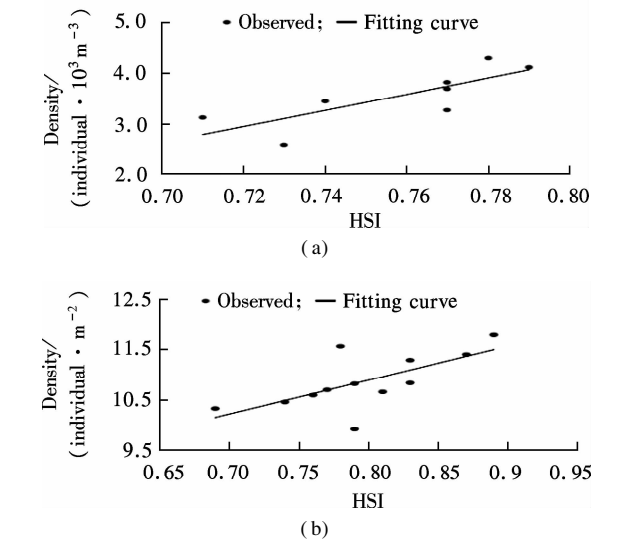 5.0
Observed; Fitting curve
4.0
3.0
2.0
Density/
(individual · 10³ m⁻³)
0.70 0.72 0.74 0.76 0.78 0.80
HSI
(a)
12.5
Observed; Fitting curve
11.5
10.5
9.5
Density/
(individual · m⁻²)
0.65 0.70 0.75 0.80 0.85 0.9 0.95
HSI
(b)